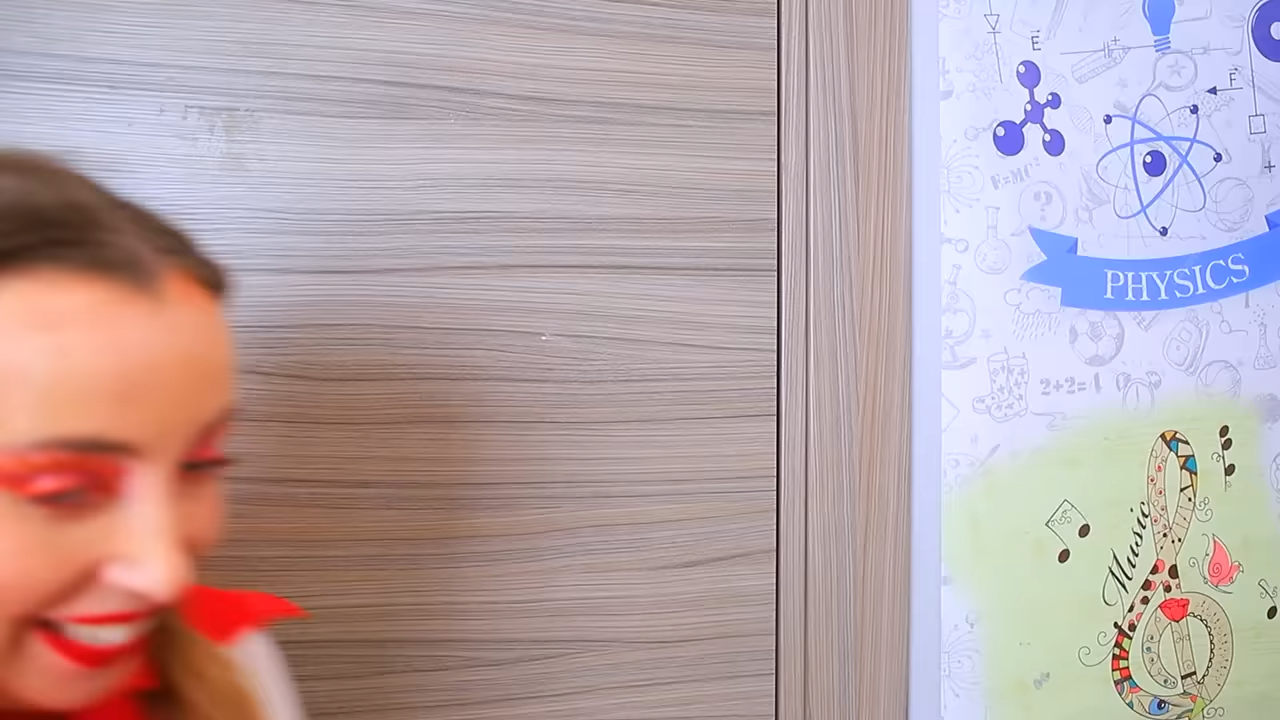 E
F
+
E=MC²
?
PHYSICS
2+2=4
Music